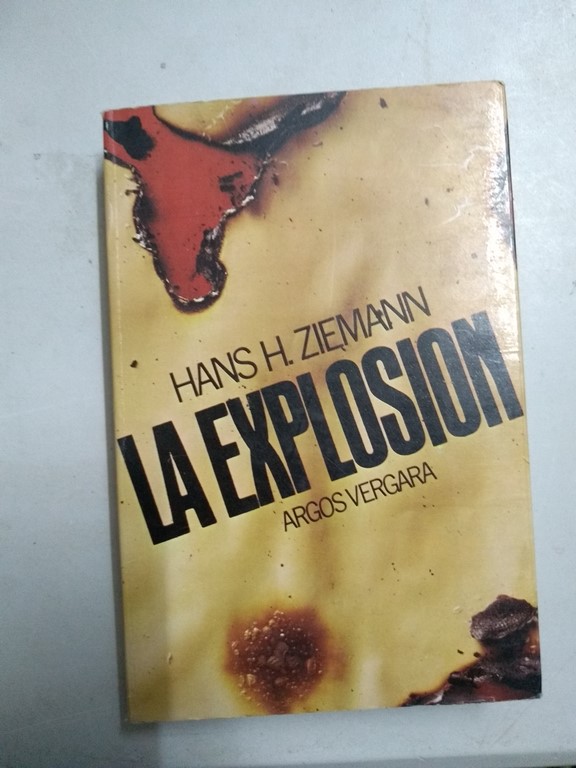 HANS H. ZIEMANN
LA EXPLOSION
ARGOS VERGARA